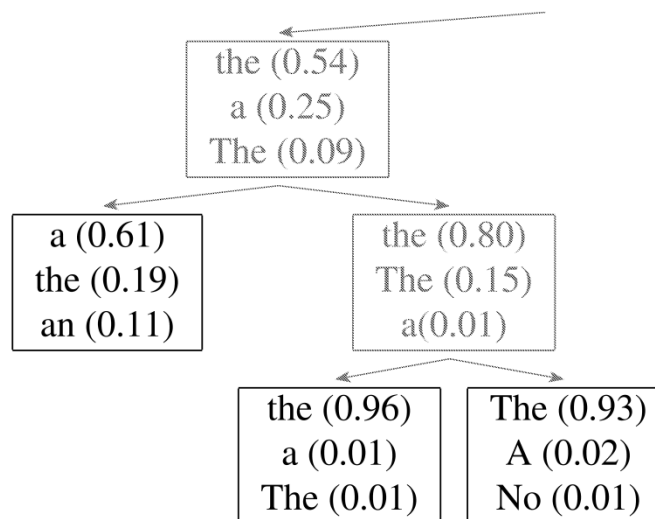 the (0.54)
a (0.25)
The (0.09)
a (0.61)
the (0.19)
an (0.11)
the (0.80)
The (0.15)
a(0.01)
the (0.96)
a (0.01)
The (0.01)
The (0.93)
A (0.02)
No (0.01)